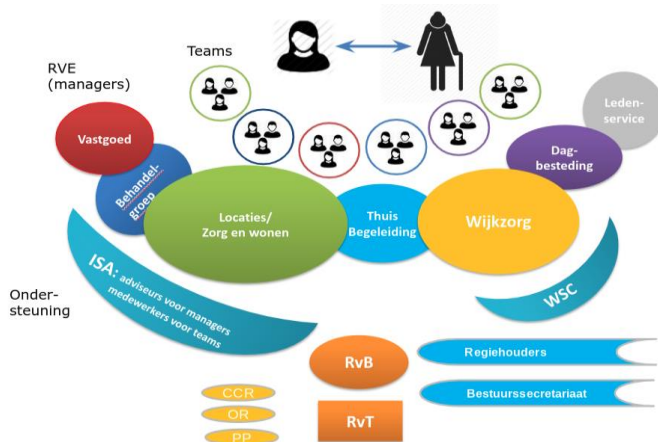 Teams
RVE
(managers)
Leden-
service
Vastgoed
Dag-
besteding
Behandel-
groep
Locaties/
Zorg en wonen
Thuis
Begeleiding
Wijkzorg
ISA: adviseurs voor managers
medewerkers voor teams
WSC
Onder-
steuning
RvB
Regiehouders
CCR
Bestuurssecretariaat
OR
RvT
PP